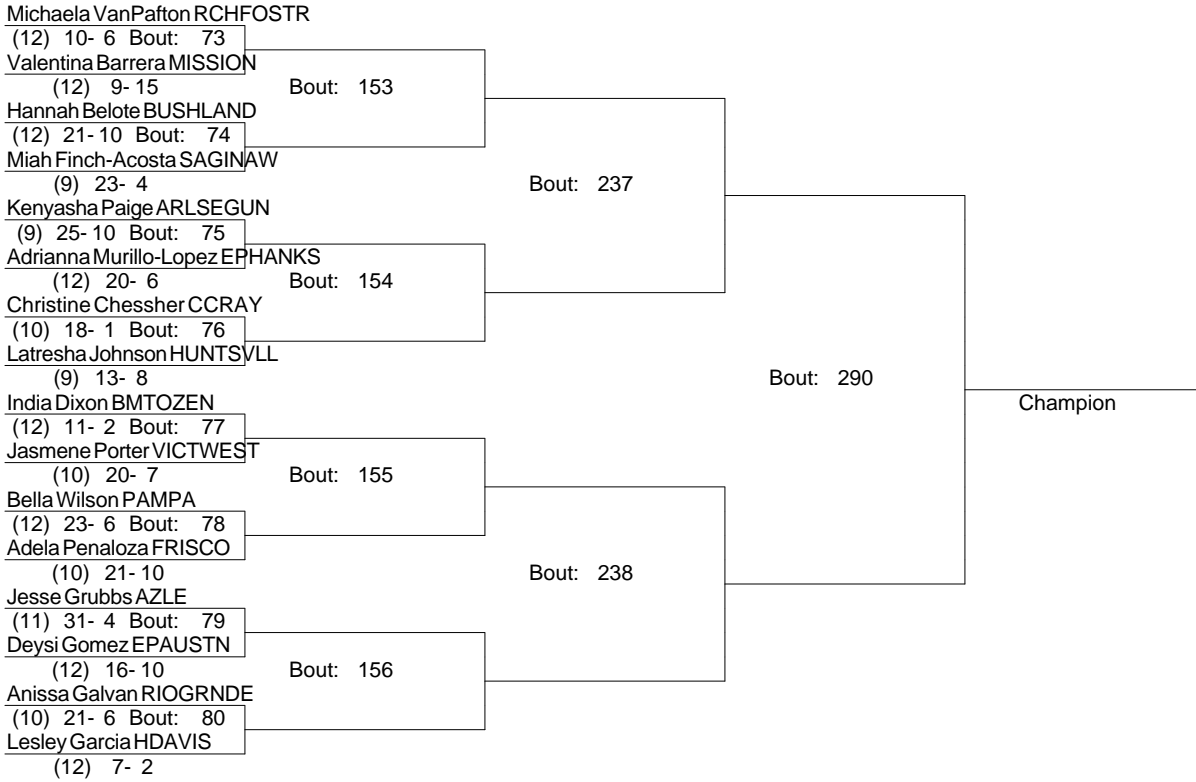 Michaela VanPafton RCHFOSTR
(12) 10- 6 Bout: 73
Valentina Barrera MISSION
(12) 9- 15 Bout: 153
Hannah Belote BUSHLAND
(12) 21- 10 Bout: 74
Miah Finch-Acosta SAGINAW
(9) 23- 4 Bout: 237
Kenyasha Paige ARLSEGUN
(9) 25- 10 Bout: 75
Adrianna Murillo-Lopez EPHANKS
(12) 20- 6 Bout: 154
Christine Chessher CCRAY
(10) 18- 1 Bout: 76
Latresha Johnson HUNTSVLL
(9) 13- 8 Bout: 290
India Dixon BMTOZEN Champion
(12) 11- 2 Bout: 77
Jasmene Porter VICTWEST
(10) 20- 7 Bout: 155
Bella Wilson PAMPA
(12) 23- 6 Bout: 78
Adela Penaloza FRISCO
(10) 21- 10 Bout: 238
Jesse Grubbs AZLE
(11) 31- 4 Bout: 79
Deysi Gomez EPAUSTN
(12) 16- 10 Bout: 156
Anissa Galvan RIOGRNDE
(10) 21- 6 Bout: 80
Lesley Garcia HDAVIS
(12) 7- 2